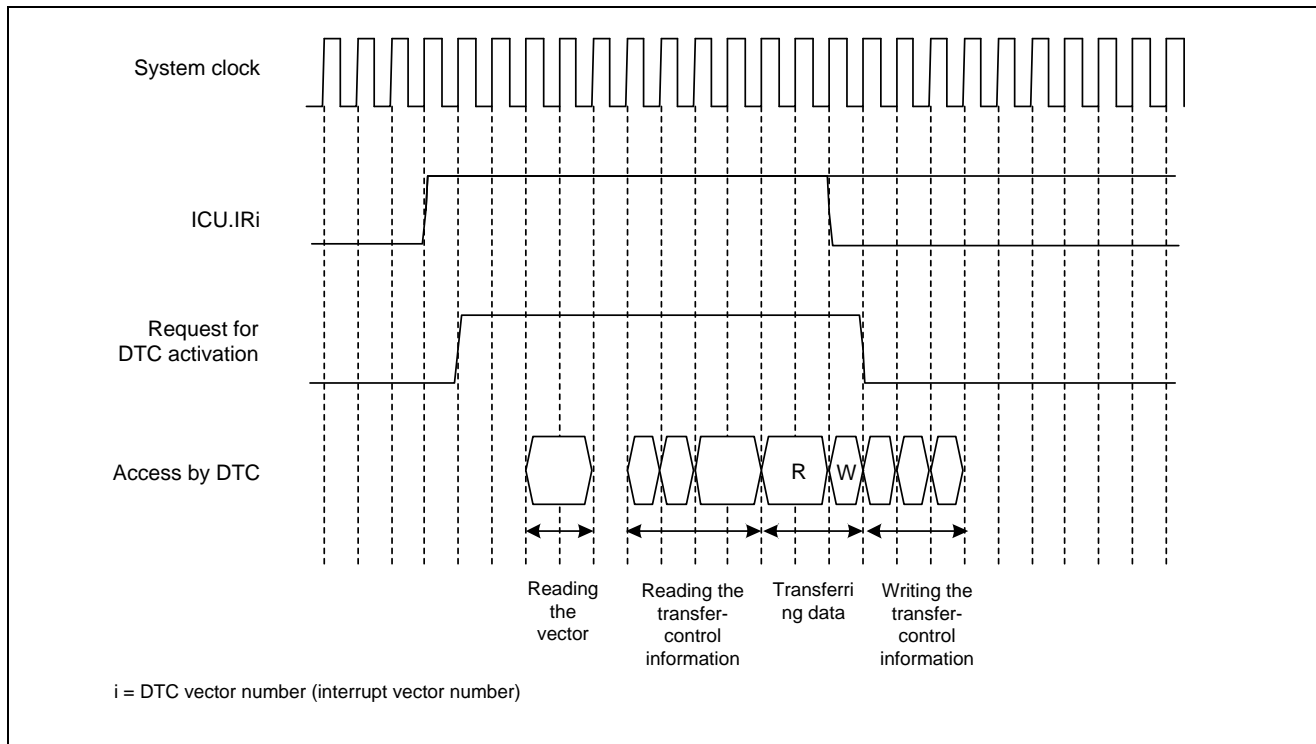 System clock
ICU.IRi
Request for
DTC activation
Access by DTC
R
W
Reading
the
vector
Reading the
transfer-
control
information
Transferri
ng data
Writing the
transfer-
control
information
i = DTC vector number (interrupt vector number)